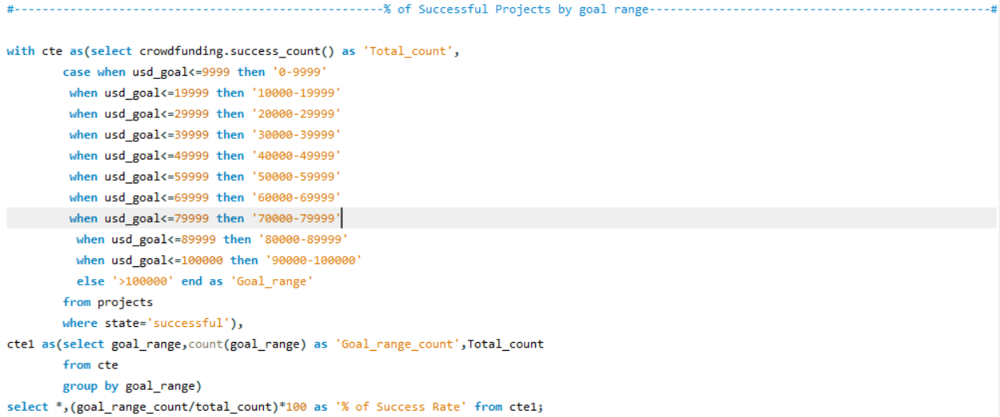 #-----------------------------------------------------% of Successful Projects by goal range-------------------------------------------------#
with cte as(select crowdfunding.success_count() as 'Total_count',
case when usd_goal<=9999 then '0-9999'
when usd_goal<=19999 then '10000-19999'
when usd_goal<=29999 then '20000-29999'
when usd_goal<=39999 then '30000-39999'
when usd_goal<=49999 then '40000-49999'
when usd_goal<=59999 then '50000-59999'
when usd_goal<=69999 then '60000-69999'
when usd_goal<=79999 then '70000-79999'
when usd_goal<=89999 then '80000-89999'
when usd_goal<=100000 then '90000-100000'
else '>100000' end as 'Goal_range'
from projects
where state='successful'),
cte1 as(select goal_range,count(goal_range) as 'Goal_range_count',Total_count
from cte
group by goal_range)
select *,(goal_range_count/total_count)*100 as '% of Success Rate' from cte1;